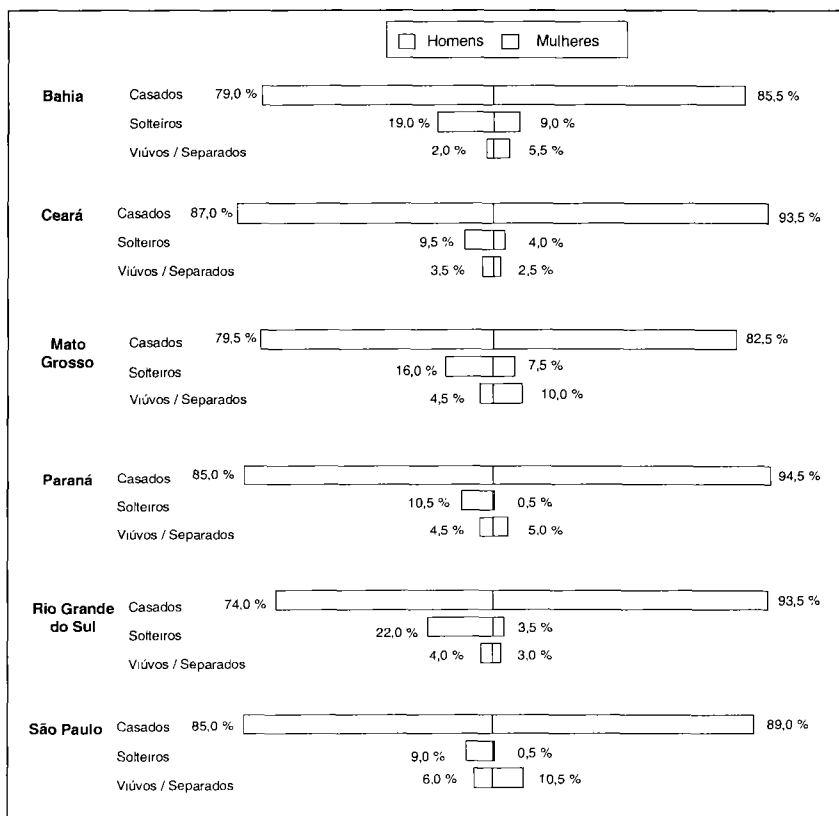 Homens Mulheres
Bahia Casados 79,0 % 85,5 %
Solteiros 19,0 % 9,0 %
Viúvos / Separados 2,0 % 5,5 %
Ceará Casados 87,0 % 93,5 %
Solteiros 9,5 % 4,0 %
Viúvos / Separados 3,5 % 2,5 %
Mato Grosso Casados 79,5 % 82,5 %
Solteiros 16,0 % 7,5 %
Viúvos / Separados 4,5 % 10,0 %
Paraná Casados 85,0 % 94,5 %
Solteiros 10,5 % 0,5 %
Viúvos / Separados 4,5 % 5,0 %
Rio Grande do Sul Casados 74,0 % 93,5 %
Solteiros 22,0 % 3,5 %
Viúvos / Separados 4,0 % 3,0 %
São Paulo Casados 85,0 % 89,0 %
Solteiros 9,0 % 0,5 %
Viúvos / Separados 6,0 % 10,5 %